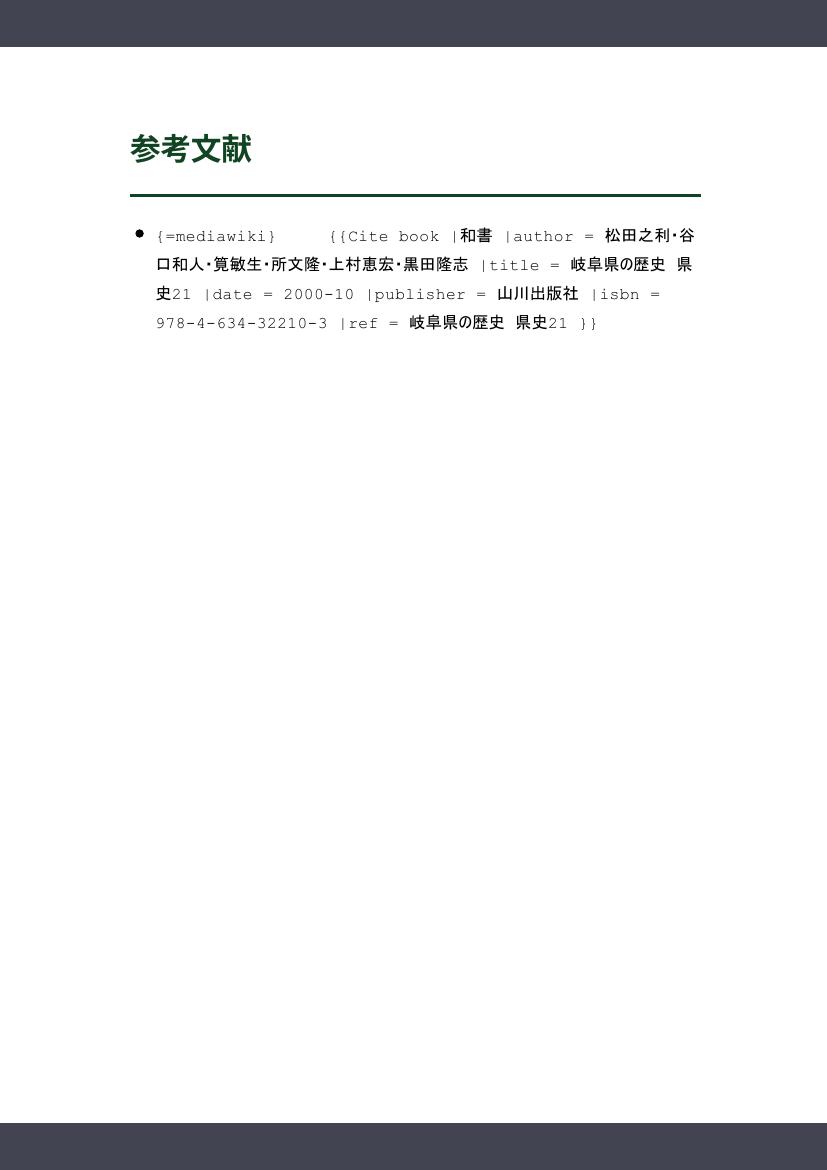 参考文献
• {=mediawiki} {{Cite book |和書 |author = 松田之利・谷
口和人・筧敏生・所文隆・上村恵宏・黒田隆志 |title = 岐阜県の歴史　県
史21 |date = 2000-10 |publisher = 山川出版社 |isbn =
978-4-634-32210-3 |ref = 岐阜県の歴史　県史21 }}